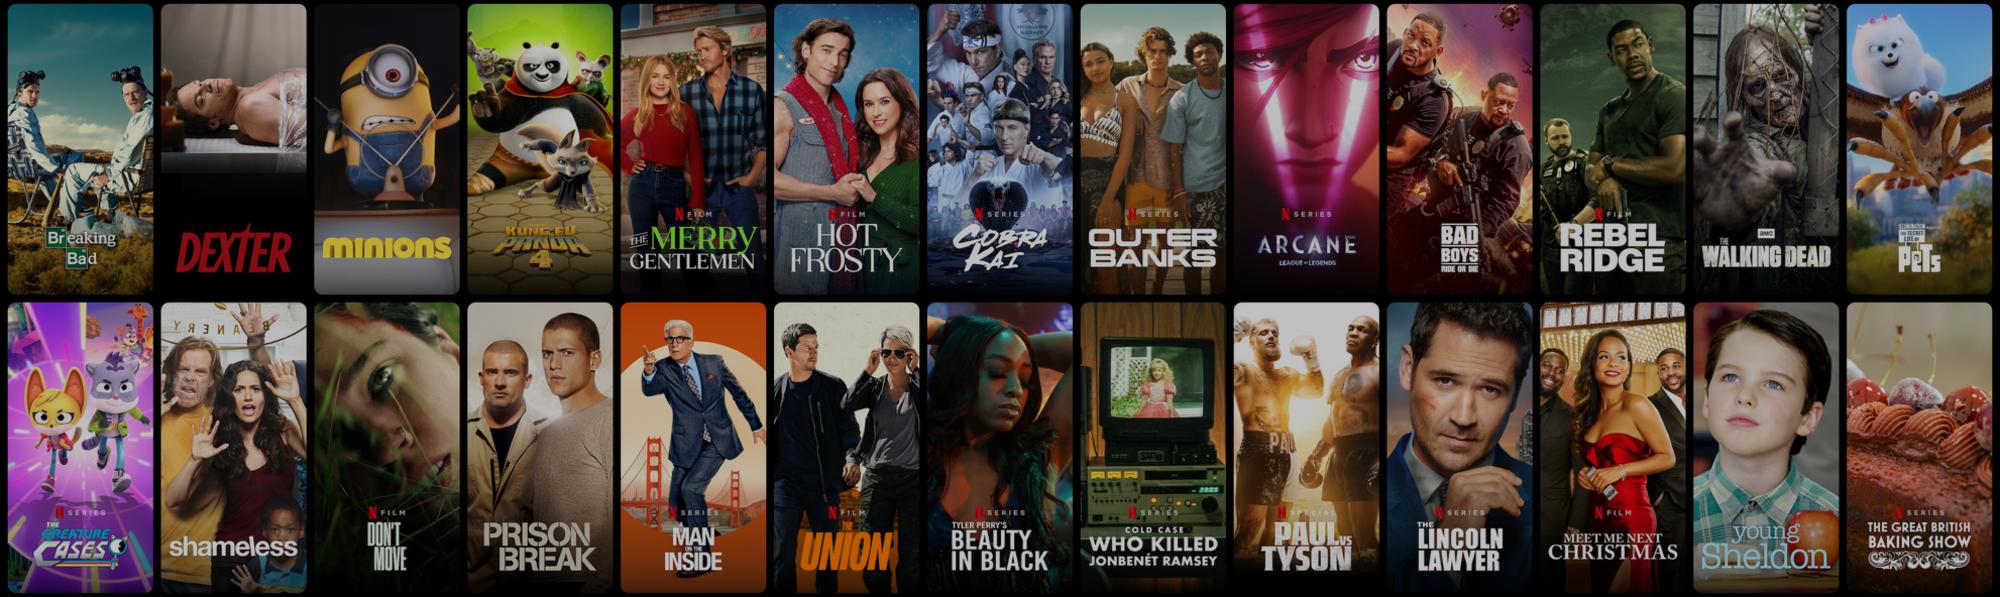 Breaking
Bad
DEXTER
minions
KUNG FU
PANDA
4
N FILM
THE MERRY
GENTLEMEN
N FILM
HOT
FROSTY
N SERIES
COBRA
KAI
N SERIES
OUTER
BANKS
N SERIES
ARCANE
LEAGUE OF LEGENDS
BAD
BOYS
RIDE OR DIE
N FILM
REBEL
RIDGE
amc
THE
WALKING DEAD
THE SECRET
LIFE OF
PETS
N SERIES
THE
CREATURE
CASES
BEANERY
shameless
N FILM
DON'T
MOVE
PRISON
BREAK
N SERIES
A
MAN
ON THE
INSIDE
N FILM
THE
UNION
N SERIES
TYLER PERRY'S
BEAUTY
IN BLACK
N SERIES
COLD CASE
WHO KILLED
JONBENÉT RAMSEY
PAUL
N SPECIAL
PAUL VS
TYSON
N SERIES
THE
LINCOLN
LAWYER
N FILM
MEET ME NEXT
CHRISTMAS
young
Sheldon
N SERIES
THE GREAT BRITISH
BAKING SHOW